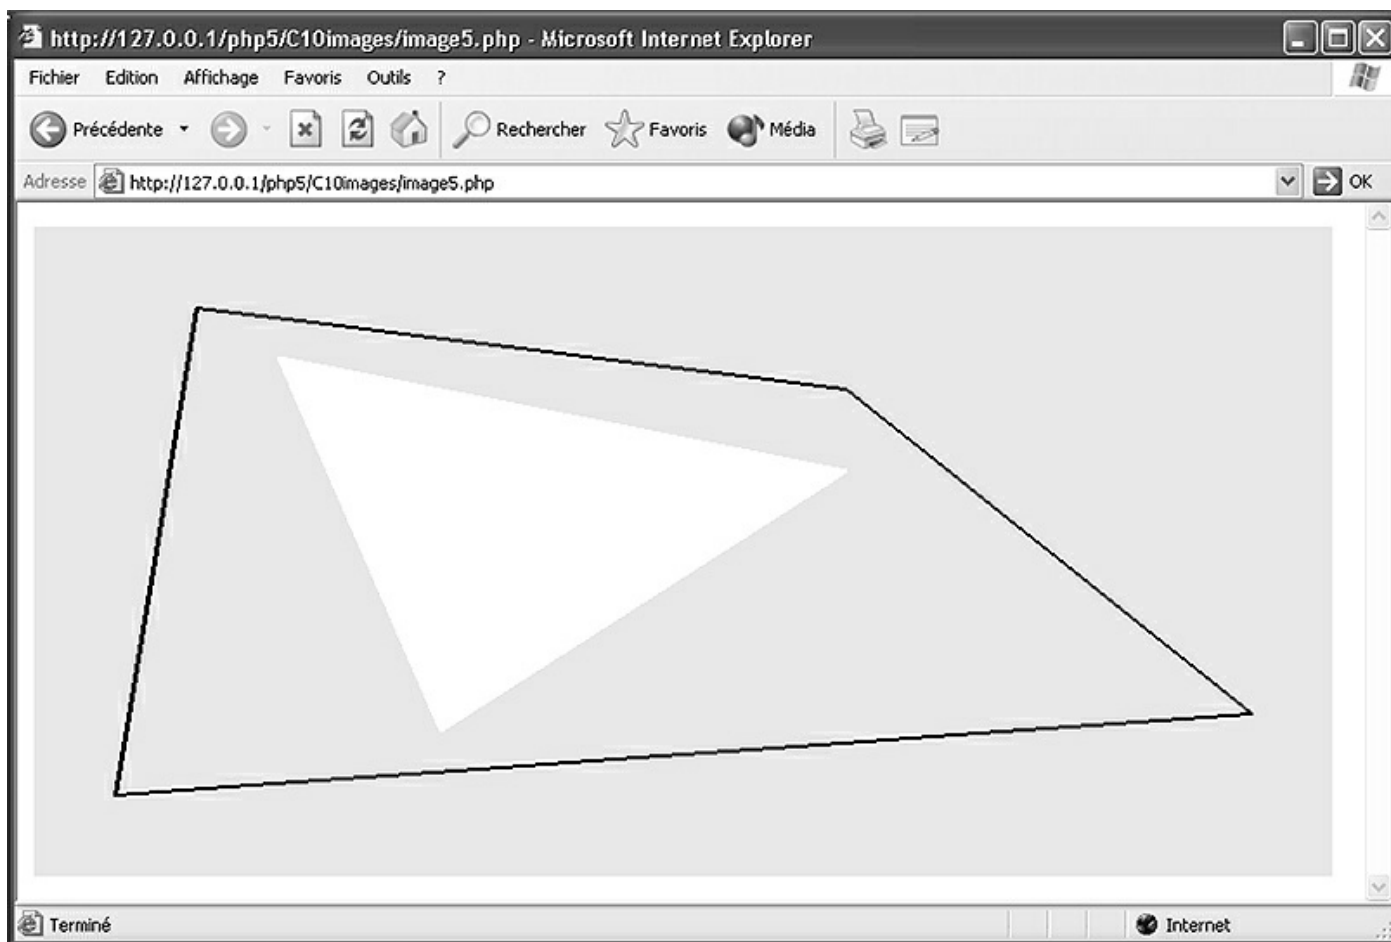 http://127.0.0.1/php5/C10images/image5.php - Microsoft Internet Explorer
Fichier Edition Affichage Favoris Outils ?
Précédente Rechercher Favoris Média
Adresse http://127.0.0.1/php5/C10images/image5.php OK
Terminé Internet